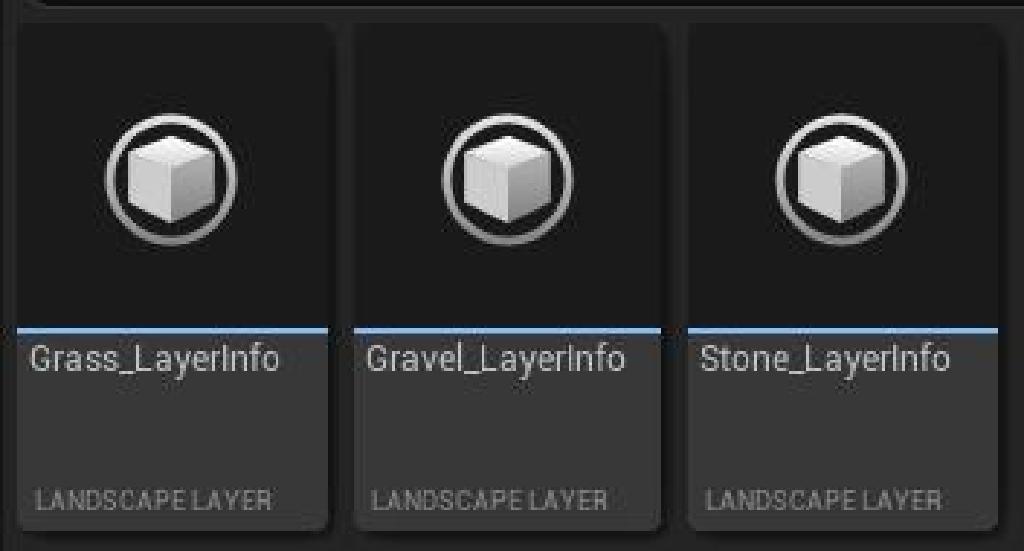 Grass_LayerInfo
LANDSCAPE LAYER
Gravel_LayerInfo
LANDSCAPE LAYER
Stone_LayerInfo
LANDSCAPE LAYER